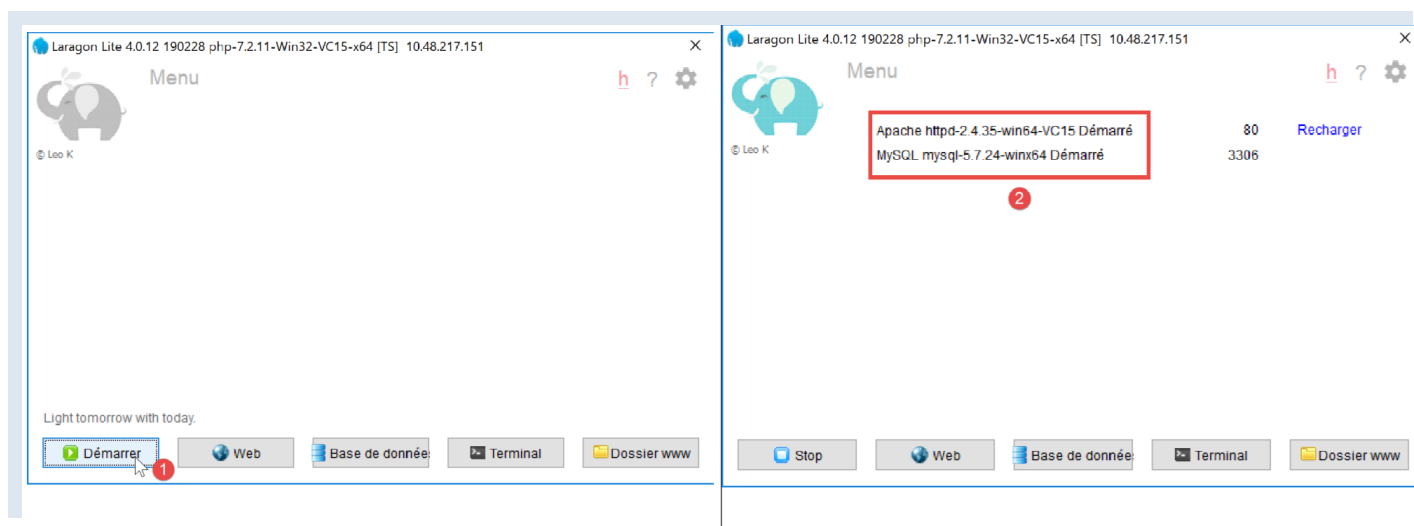 Laragon Lite 4.0.12 190228 php-7.2.11-Win32-VC15-x64 [TS] 10.48.217.151
Menu
h ?
© Leo K
Light tomorrow with today.
Démarrer
Web
Base de donnée
Terminal
Dossier www
1
Laragon Lite 4.0.12 190228 php-7.2.11-Win32-VC15-x64 [TS] 10.48.217.151
Menu
h ?
© Leo K
Apache httpd-2.4.35-win64-VC15 Démarré 80 Recharger
MySQL mysql-5.7.24-winx64 Démarré 3306
2
Stop
Web
Base de donnée
Terminal
Dossier www